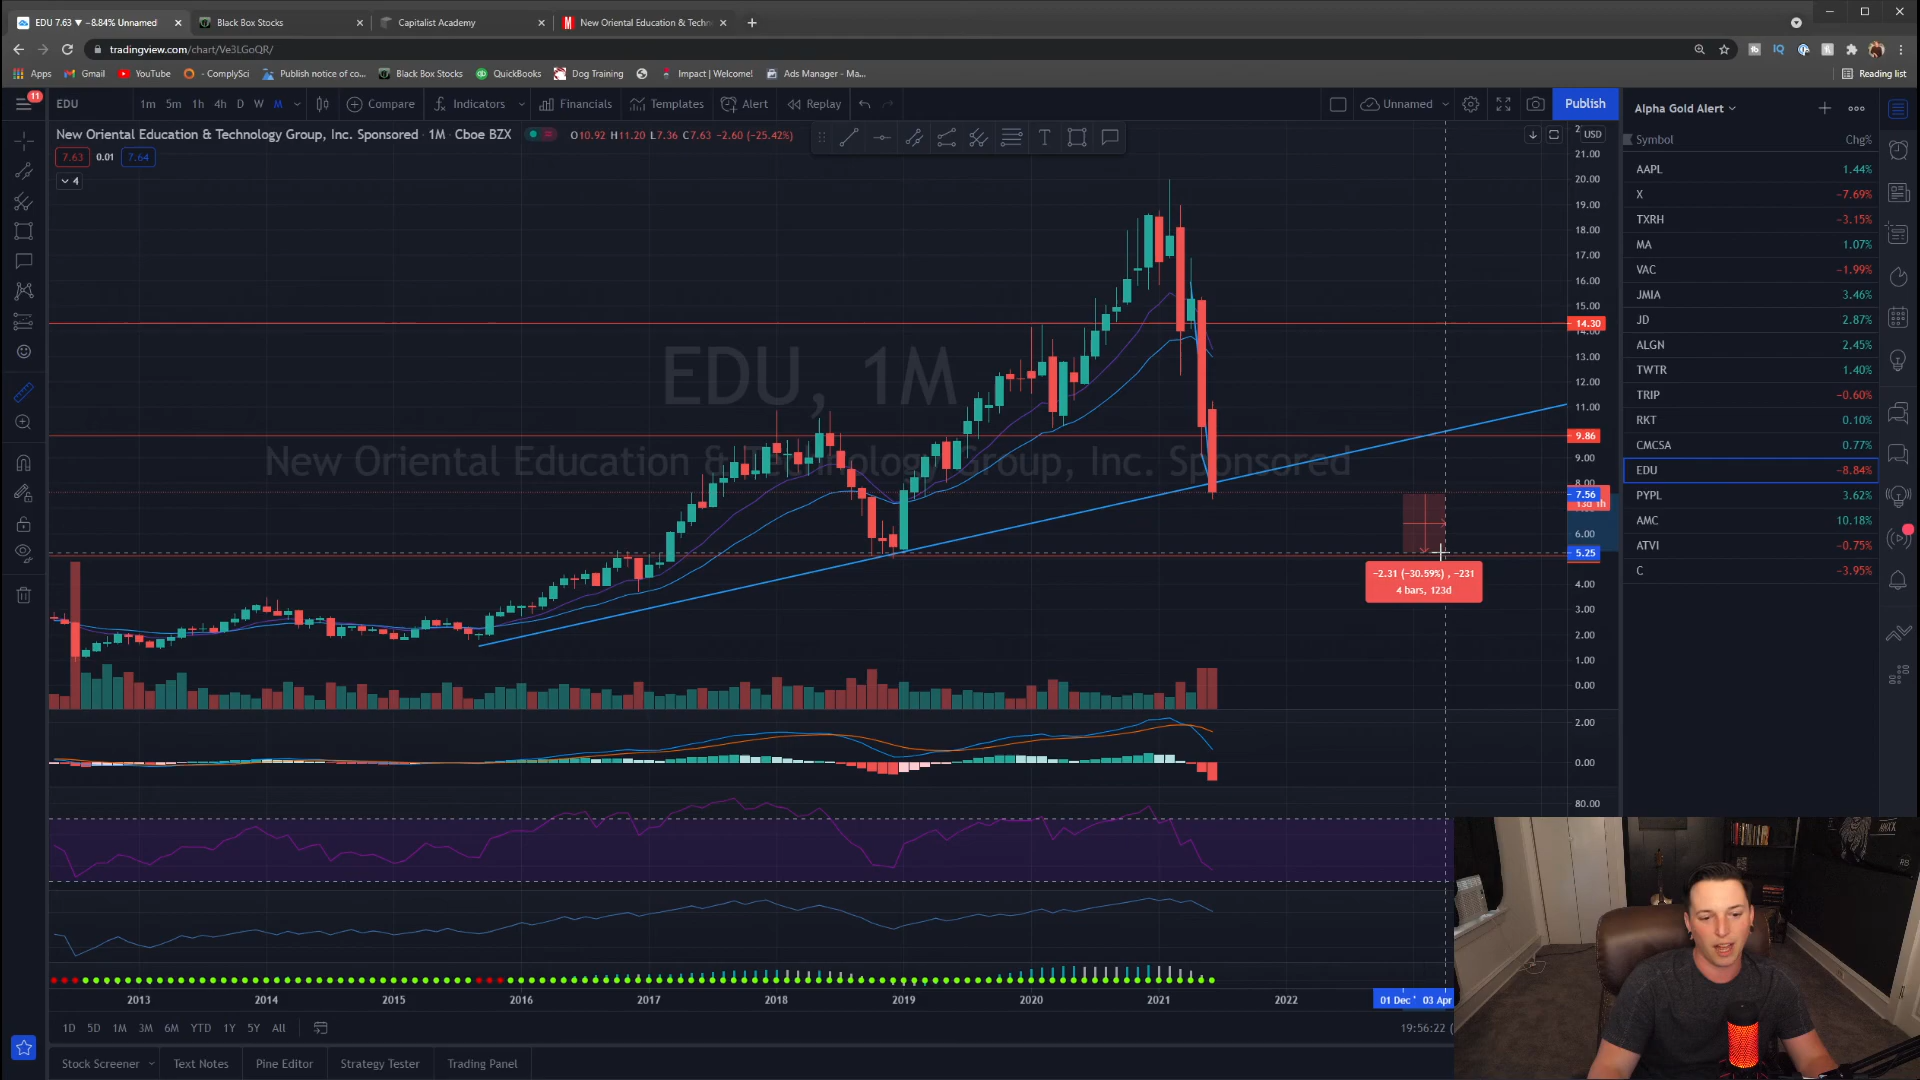 EDU 7.63 ▼ −8.84% Unnamed
Black Box Stocks
Capitalist Academy
New Oriental Education & Techn
tradingview.com/chart/Ve3LGoQR/
Apps
Gmail
YouTube
- ComplySci
Publish notice of co...
Black Box Stocks
QuickBooks
Dog Training
Impact | Welcome!
Ads Manager - Ma...
Reading list
11
EDU
1m 5m 1h 4h D W M
Compare
Indicators
Financials
Templates
Alert
Replay
Unnamed
Publish
Alpha Gold Alert
New Oriental Education & Technology Group, Inc. Sponsored · 1M · Cboe BZX
O10.92 H11.20 L7.36 C7.63 −2.60 (−25.42%)
7.63 0.01 7.64
4
USD
21.00
20.00
19.00
18.00
17.00
16.00
15.00
14.30
14.00
13.00
12.00
11.00
9.86
9.00
8.00
7.56
13d 1h
6.00
5.25
4.00
3.00
2.00
1.00
0.00
2.00
0.00
80.00
EDU, 1M
New Oriental Education & Technology Group, Inc. Sponsored
−2.31 (−30.59%) , −231
4 bars, 123d
Symbol Chg%
AAPL 1.44%
X −7.69%
TXRH −3.15%
MA 1.07%
VAC −1.99%
JMIA 3.46%
JD 2.87%
ALGN 2.45%
TWTR 1.40%
TRIP −0.60%
RKT 0.10%
CMCSA 0.77%
EDU −8.84%
PYPL 3.62%
AMC 10.18%
ATVI −0.75%
C −3.95%
2013 2014 2015 2016 2017 2018 2019 2020 2021 2022
01 Dec ' 03 Apr
1D 5D 1M 3M 6M YTD 1Y 5Y All
19:56:22 (
Stock Screener
Text Notes
Pine Editor
Strategy Tester
Trading Panel